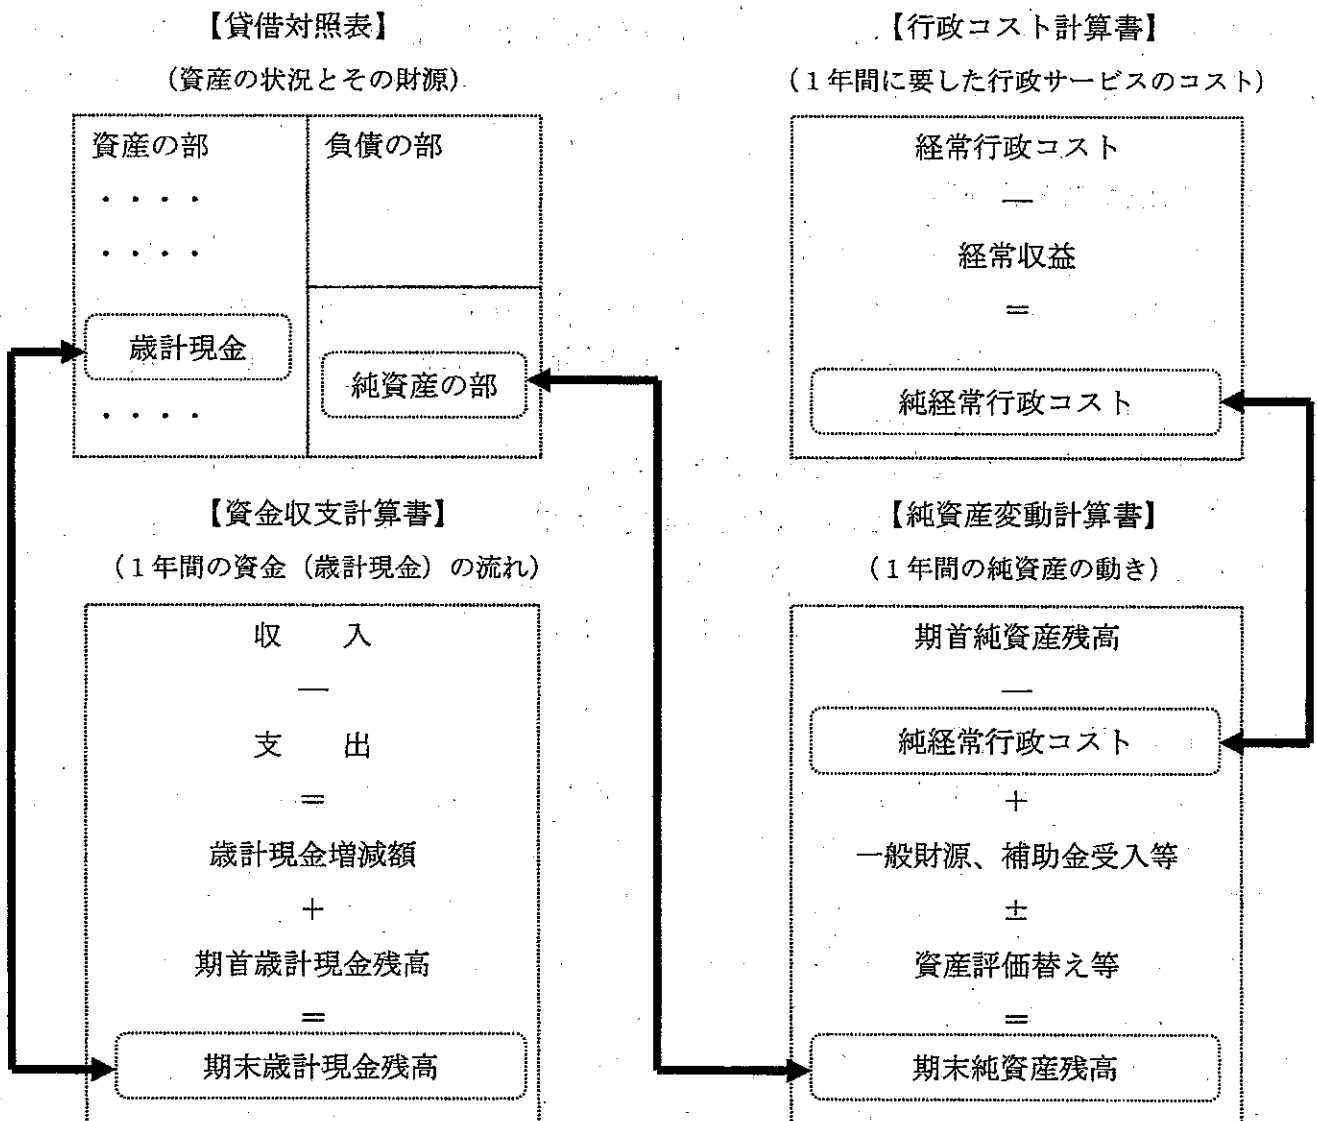 【貸借対照表】
(資産の状況とその財源)
資産の部
・・・・
・・・・
歳計現金
・・・・
負債の部
純資産の部
【行政コスト計算書】
(1年間に要した行政サービスのコスト)
経常行政コスト
―
経常収益
=
純経常行政コスト
【資金収支計算書】
(1年間の資金(歳計現金)の流れ)
収 入
―
支 出
=
歳計現金増減額
+
期首歳計現金残高
=
期末歳計現金残高
【純資産変動計算書】
(1年間の純資産の動き)
期首純資産残高
―
純経常行政コスト
+
一般財源、補助金受入等
±
資産評価替え等
=
期末純資産残高